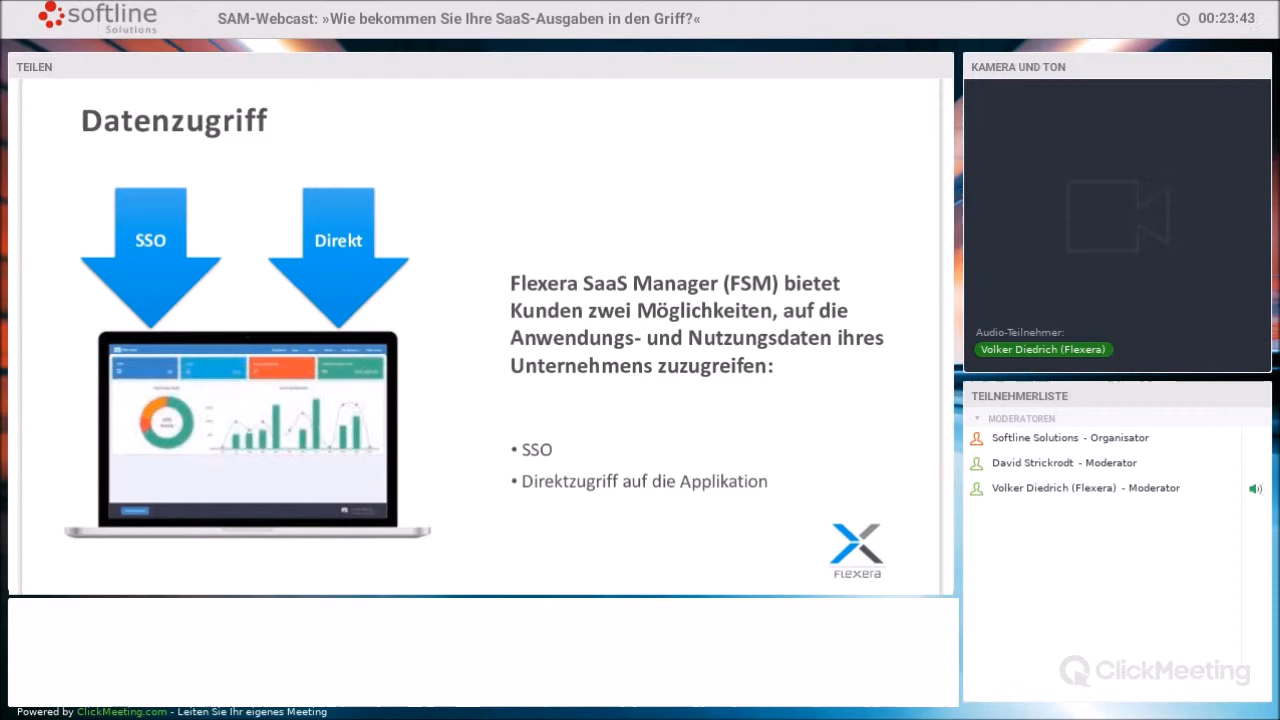 softline
Solutions
SAM-Webcast: »Wie bekommen Sie Ihre SaaS-Ausgaben in den Griff?«
00:23:43
TEILEN
Datenzugriff
SSO
Direkt
Flexera SaaS Manager (FSM) bietet
Kunden zwei Möglichkeiten, auf die
Anwendungs- und Nutzungsdaten ihres
Unternehmens zuzugreifen:
• SSO
• Direktzugriff auf die Applikation
FLEXERA
KAMERA UND TON
Audio-Teilnehmer:
Volker Diedrich (Flexera)
TEILNEHMERLISTE
MODERATOREN
Softline Solutions - Organisator
David Strickrodt - Moderator
Volker Diedrich (Flexera) - Moderator
ClickMeeting
Powered by ClickMeeting.com - Leiten Sie Ihr eigenes Meeting